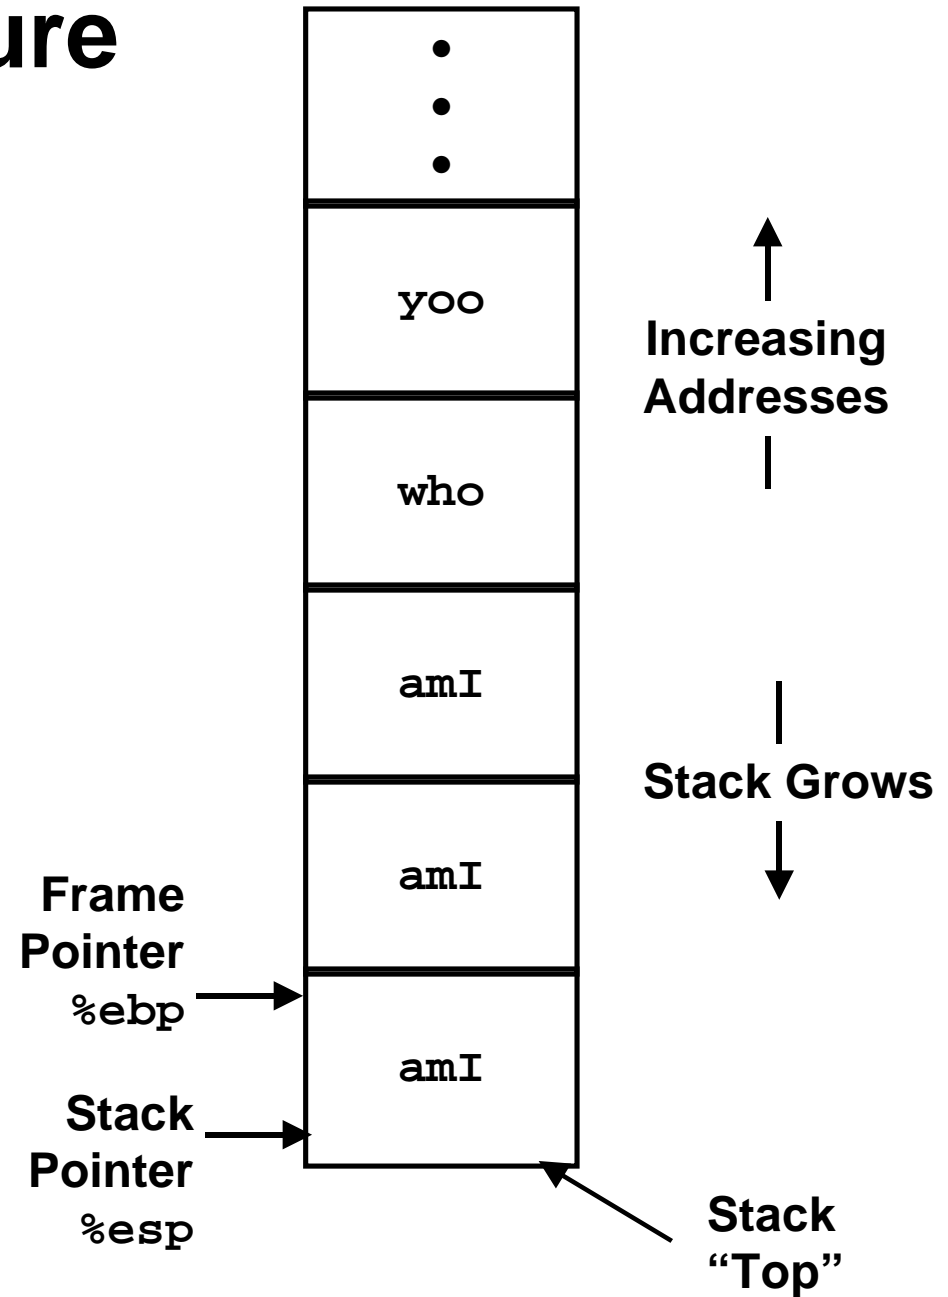 ure
yoo
Increasing
Addresses
who
amI
Stack Grows
amI
Frame
Pointer
%ebp
amI
Stack
Pointer
%esp
Stack
“Top”